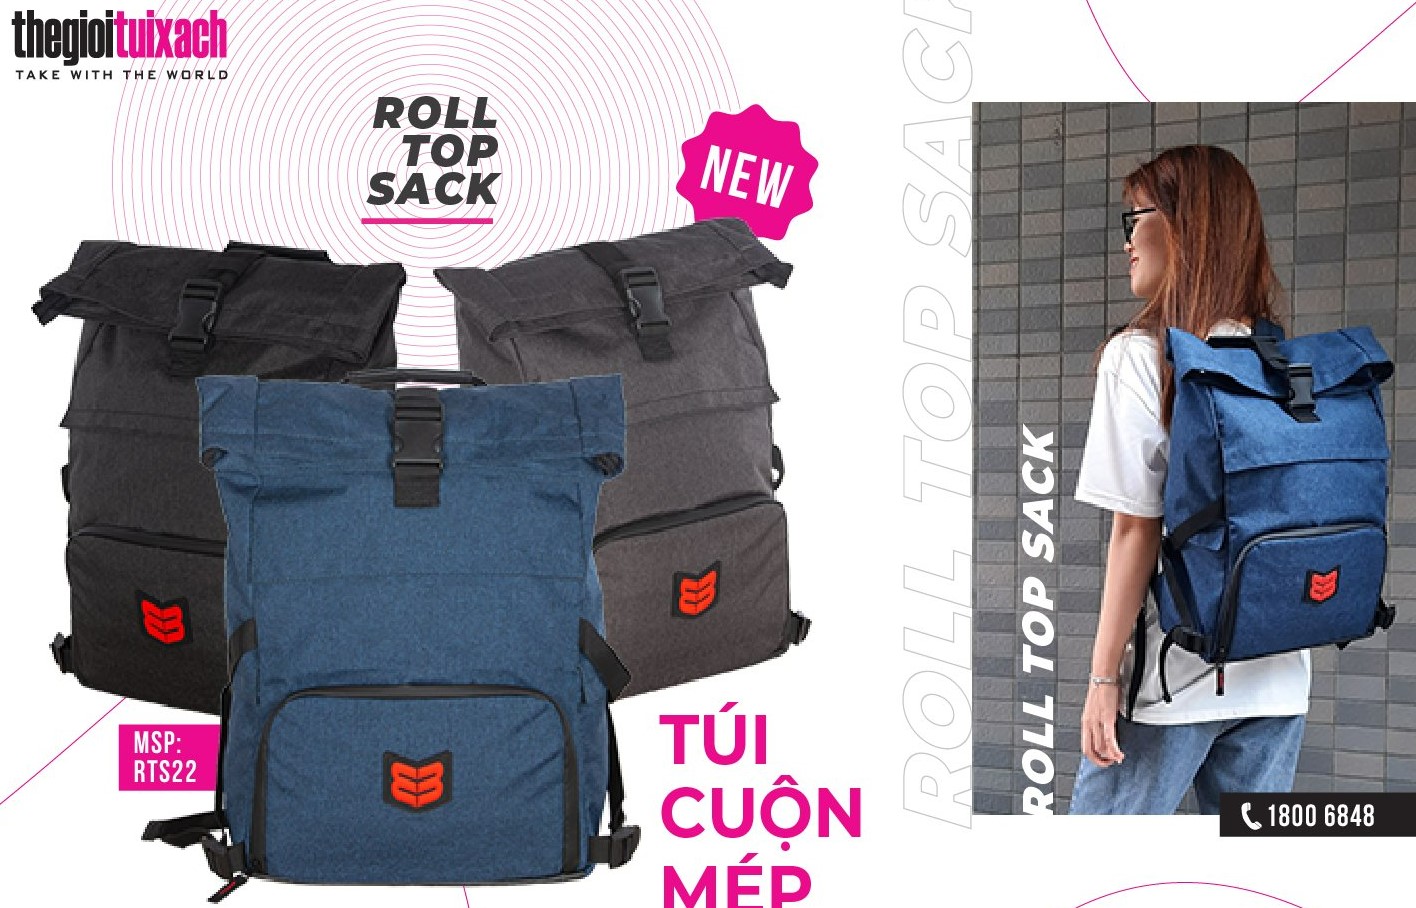 thegioituixach
TAKE WITH THE WORLD
ROLL
TOP
SACK
NEW
MSP:
RTS22
TÚI
CUỘN
MÉP
ROLL TOP SACK
ROLL TOP SACK
1800 6848